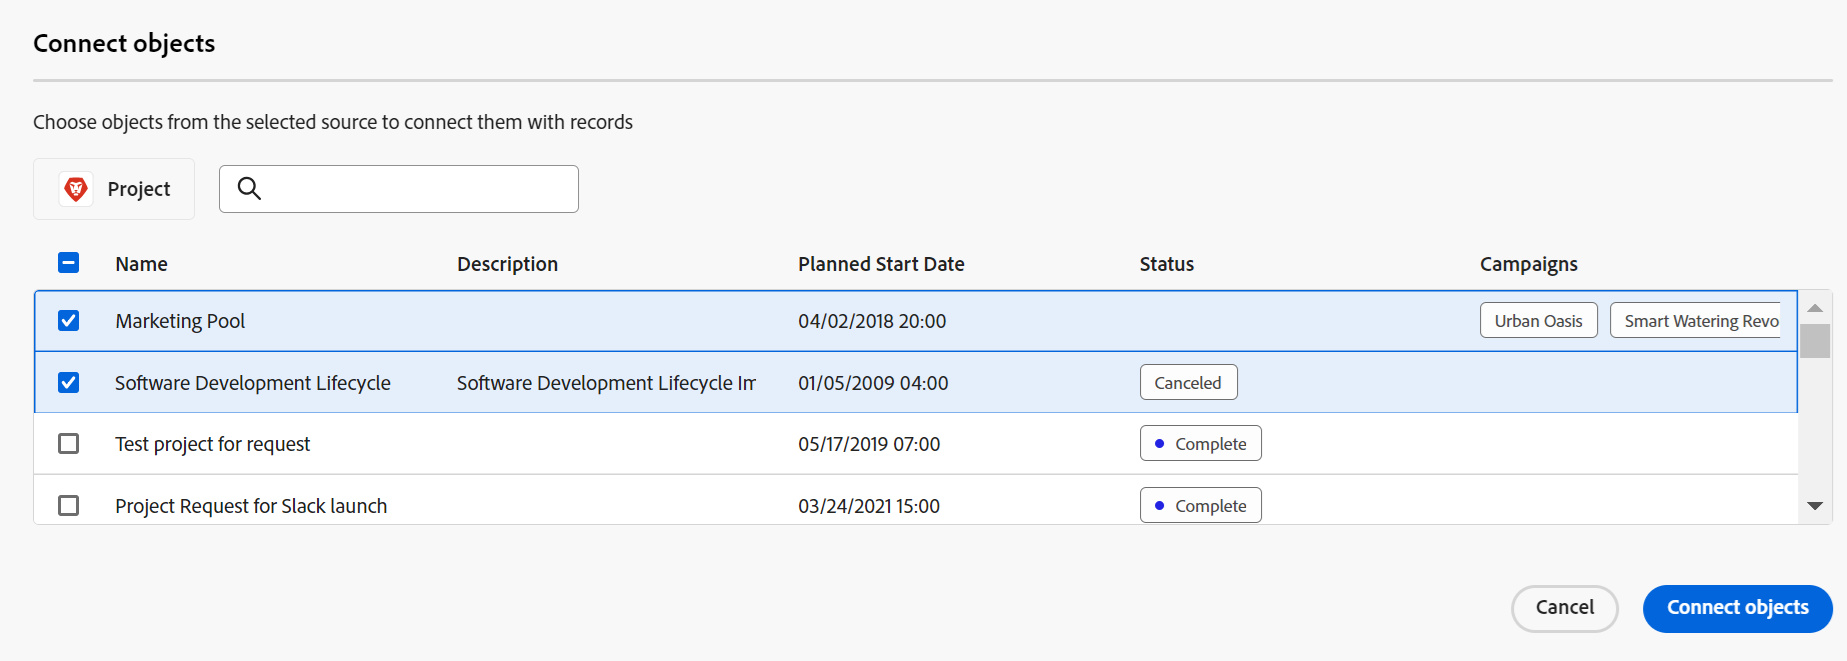 Connect objects
Choose objects from the selected source to connect them with records
Project
Name Description Planned Start Date Status Campaigns
Marketing Pool 04/02/2018 20:00 Urban Oasis Smart Watering Revo
Software Development Lifecycle Software Development Lifecycle Im 01/05/2009 04:00 Canceled
Test project for request 05/17/2019 07:00 Complete
Project Request for Slack launch 03/24/2021 15:00 Complete
Cancel Connect objects